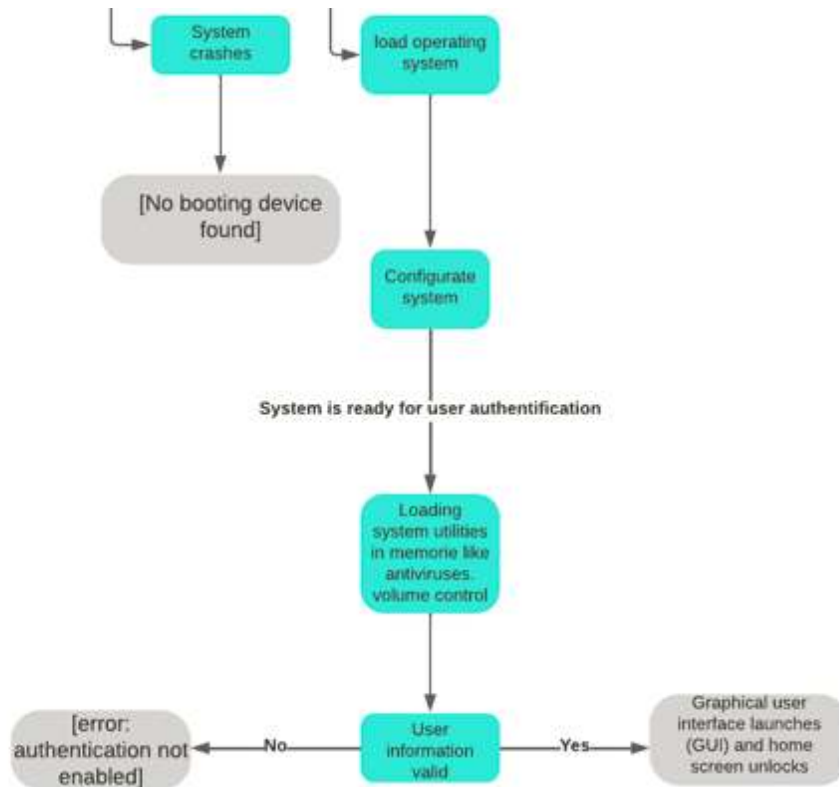 System
crashes
load operating
system
[No booting device
found]
Configurate
system
System is ready for user authentification
Loading
system utilities
in memorie like
antiviruses.
volume control
[error:
authentication not
enabled]
No
User
information
valid
Yes
Graphical user
interface launches
(GUI) and home
screen unlocks